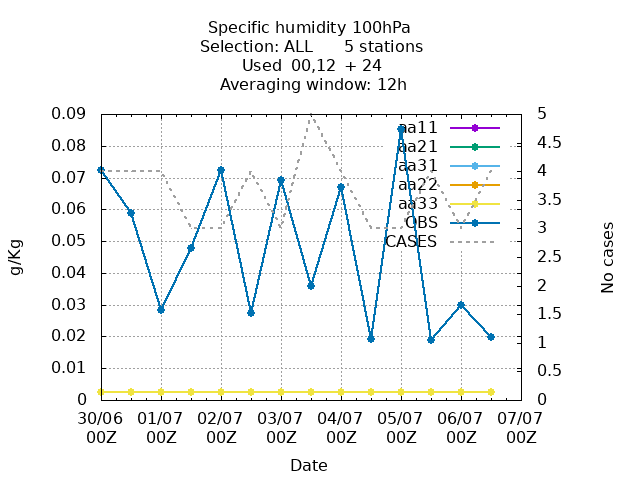 Specific humidity 100hPa
Selection: ALL 5 stations
Used 00,12 + 24
Averaging window: 12h
g/Kg
0.09
0.08
0.07
0.06
0.05
0.04
0.03
0.02
0.01
0
5
4.5
4
3.5
3
2.5
2
1.5
1
0.5
0
No cases
aa11
aa21
aa31
aa22
aa33
OBS
CASES
30/06 01/07 02/07 03/07 04/07 05/07 06/07 07/07
00Z 00Z 00Z 00Z 00Z 00Z 00Z 00Z
Date